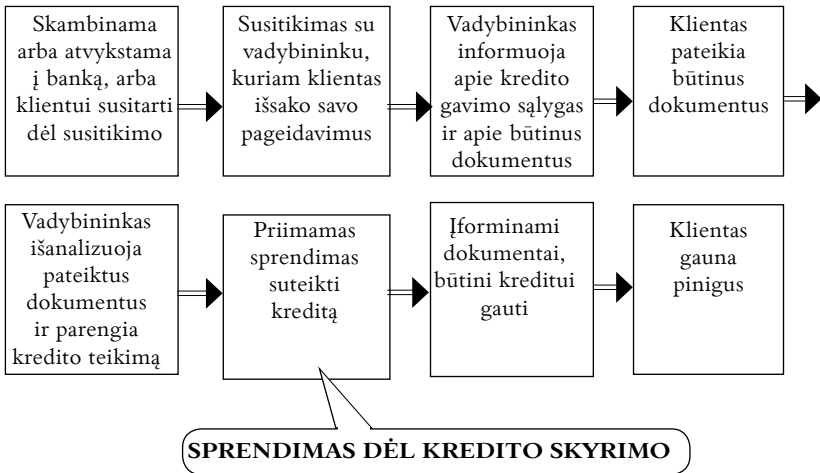 Skambinama
arba atvykstama
į banką, arba
klientui susitarti
dėl susitikimo
Susitikimas su
vadybininku,
kuriam klientas
išsako savo
pageidavimus
Vadybininkas
informuoja
apie kredito
gavimo sąlygas
ir apie būtinus
dokumentus
Klientas
pateikia
būtinus
dokumentus
Vadybininkas
išanalizuoja
pateiktus
dokumentus
ir parengia
kredito teikimą
Priimamas
sprendimas
suteikti
kreditą
Įforminami
dokumentai,
būtini kreditui
gauti
Klientas
gauna
pinigus
SPRENDIMAS DĖL KREDITO SKYRIMO